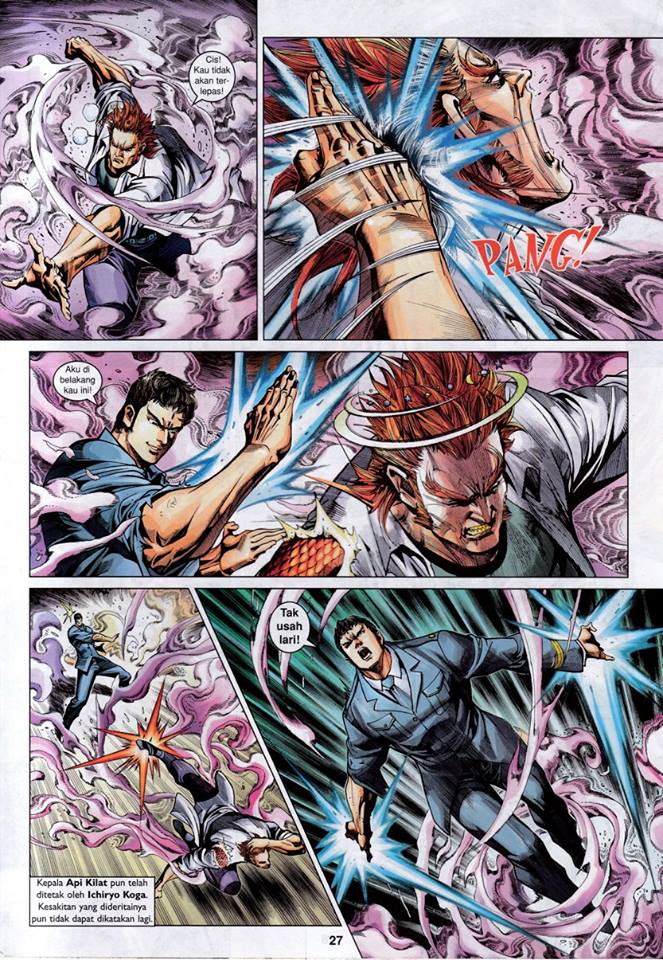 Cis!
Kau tidak
akan ter-
lepas!
PANG!
Aku di
belakang
kau ini!
Tak
usah
lari!
Kepala Api Kilat pun telah
ditetak oleh Ichiryo Koga.
Kesakitan yang dideritainya
pun tidak dapat dikatakan lagi.
27